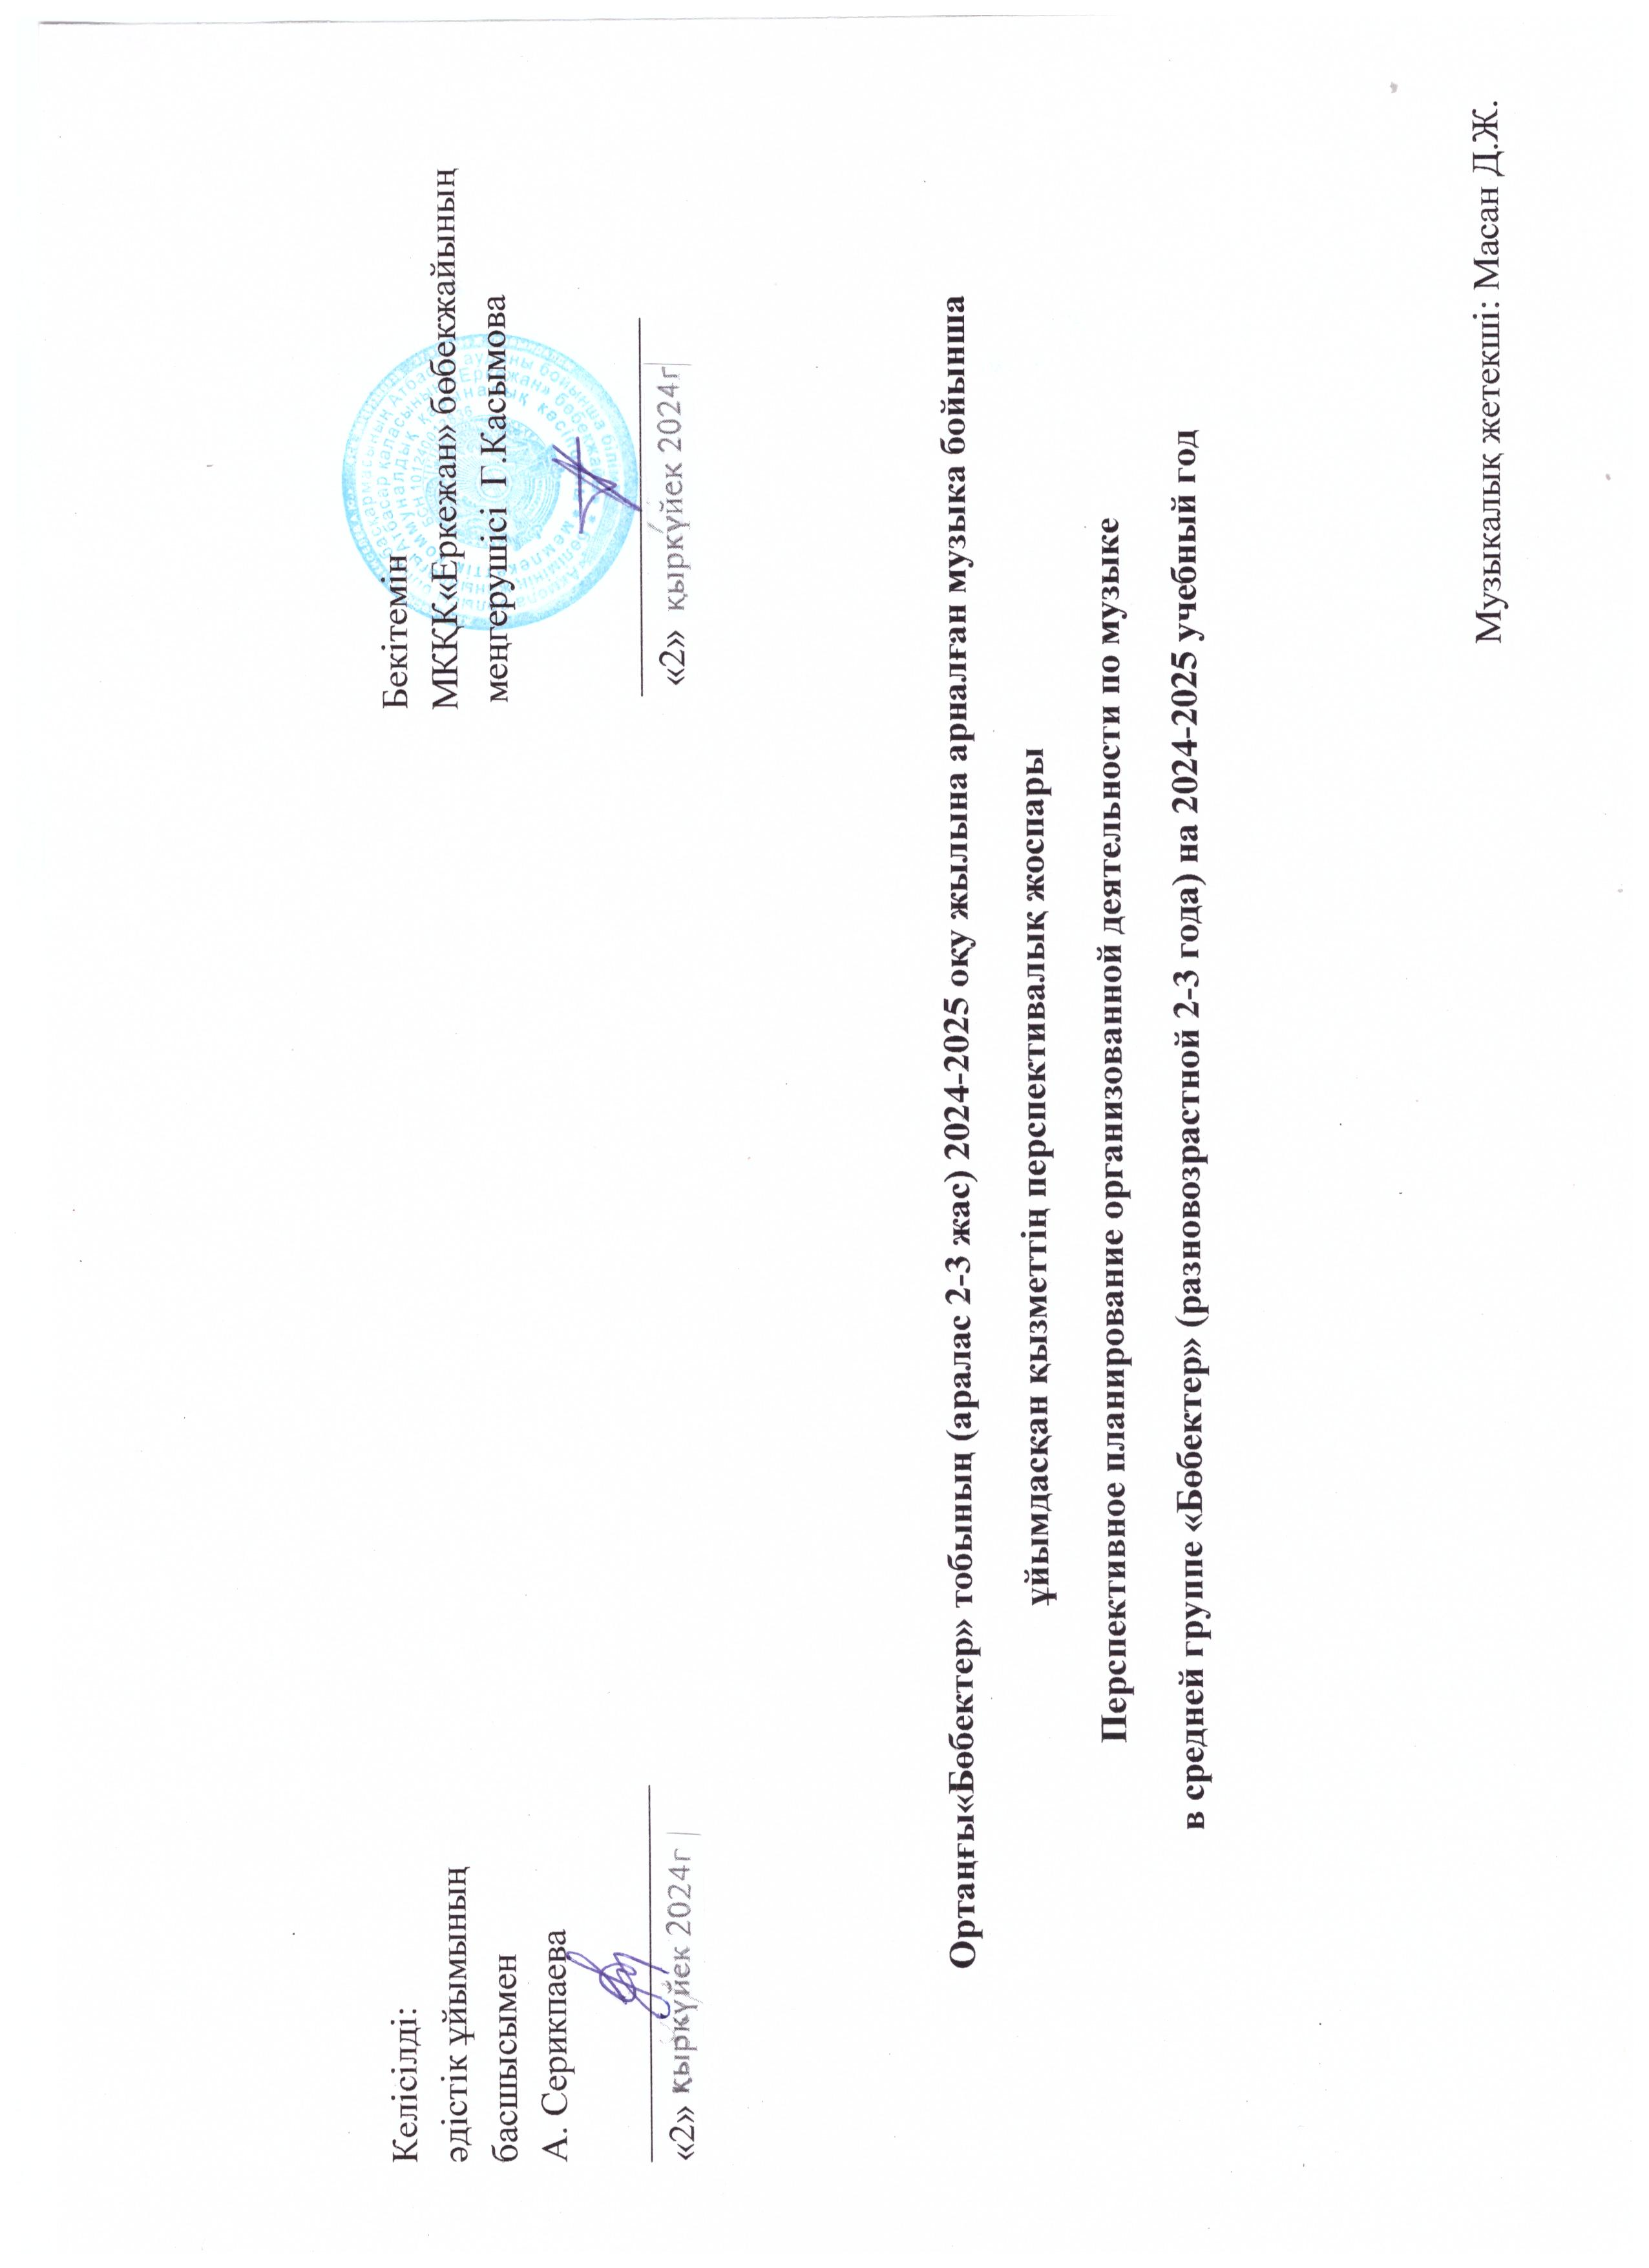 Келісілді:
әдістік ұйымының
басшысымен
А. Серикпаева
«2» қыркүйек 2024г
Бекітемін
МКҚК«Еркежан» бөбекжайының
меңгерушісі Г.Касымова
«2» қыркүйек 2024г
Ортаңғы«Бөбектер» тобының (аралас 2-3 жас) 2024-2025 оқу жылына арналған музыка бойынша
ұйымдасқан қызметтің перспективалық жоспары
Перспективное планирование организованной деятельности по музыке
в средней группе «Бөбектер» (разновозрастной 2-3 года) на 2024-2025 учебный год
Музыкалық жетекші: Масан Д.Ж.